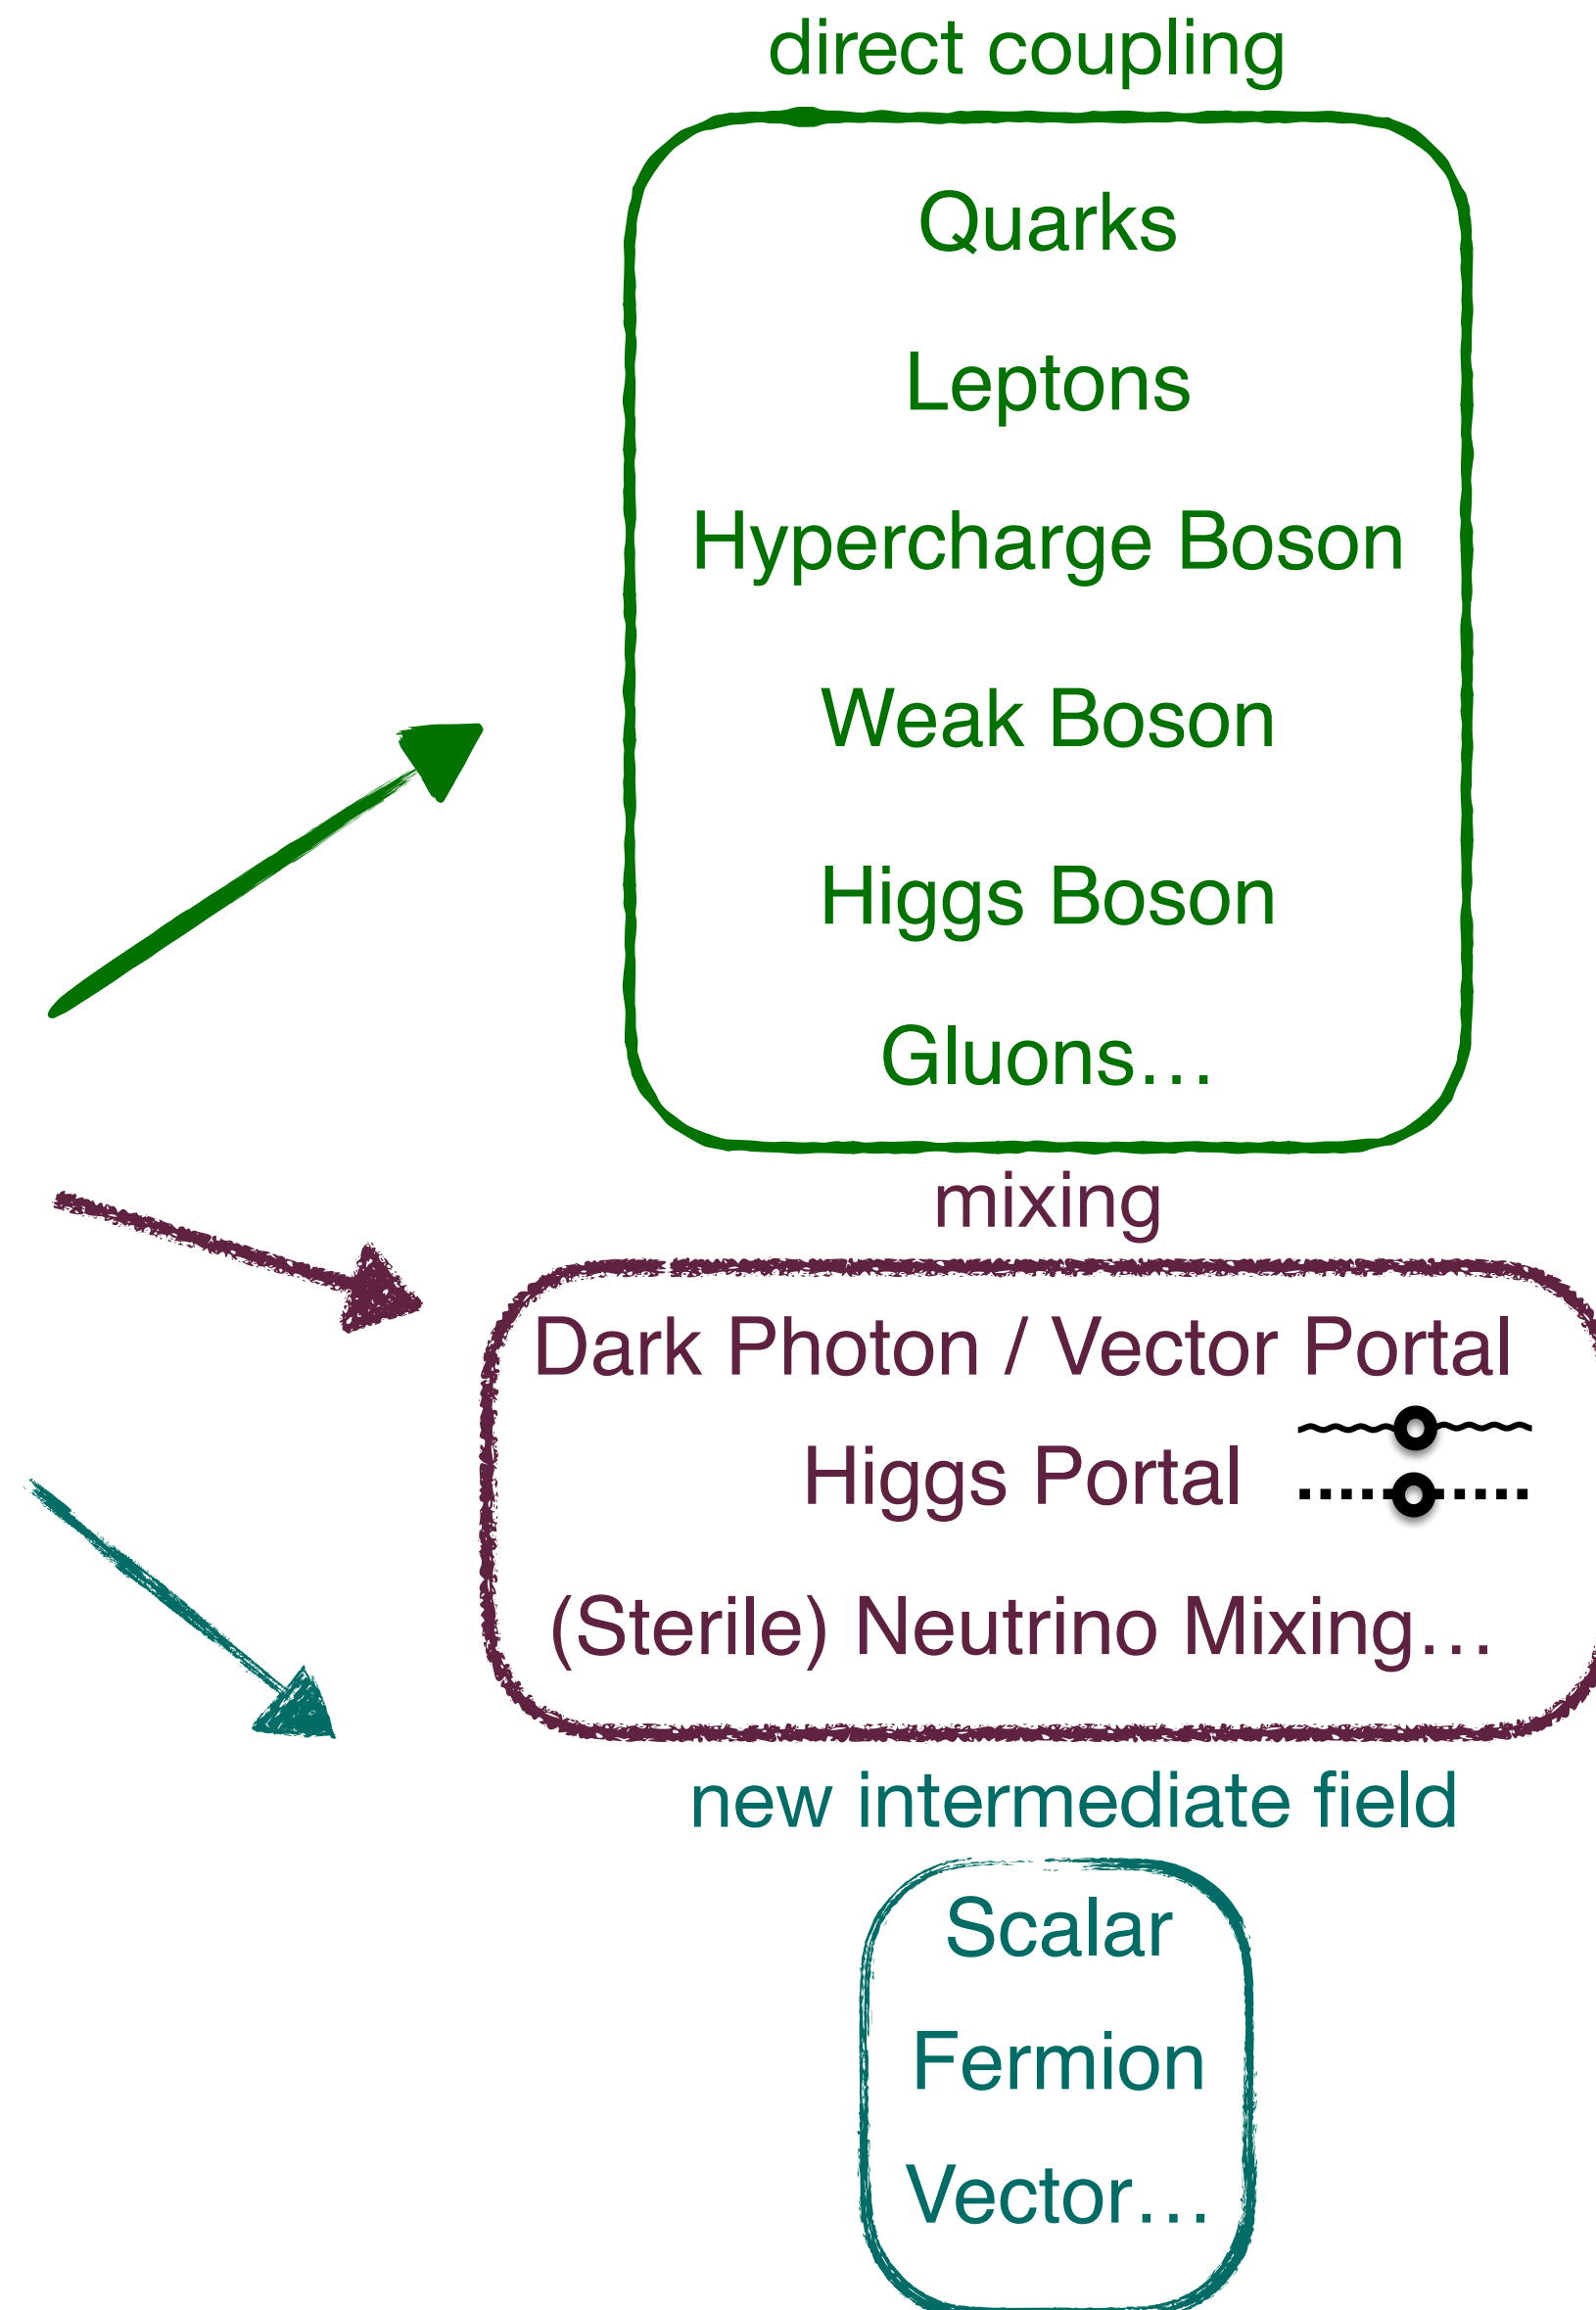 direct coupling
Quarks
Leptons
Hypercharge Boson
Weak Boson
Higgs Boson
Gluons…
mixing
Dark Photon / Vector Portal
Higgs Portal
(Sterile) Neutrino Mixing…
new intermediate field
Scalar
Fermion
Vector…